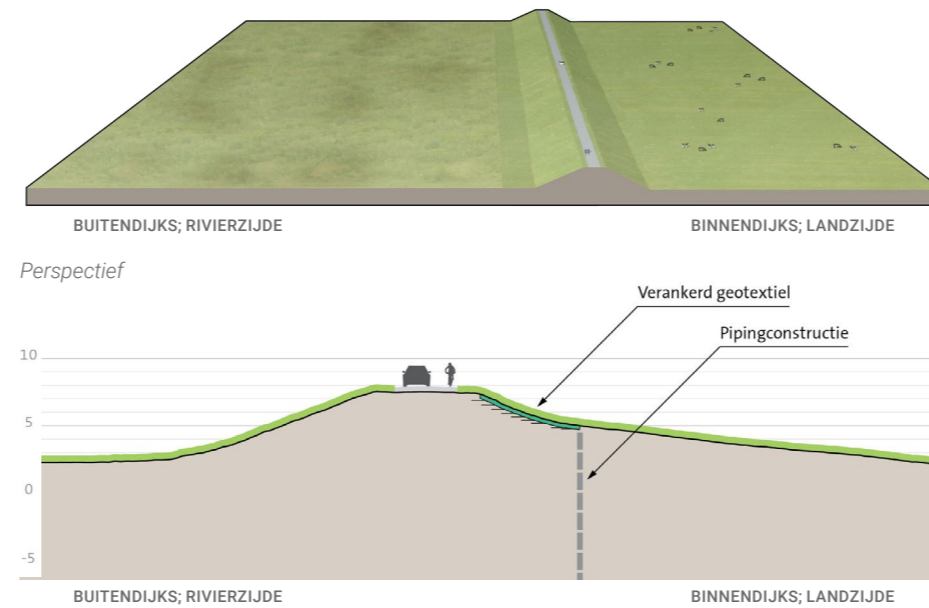 BUITENDIJKS; RIVIERZIJDE
BINNENDIJKS; LANDZIJDE
Perspectief
Verankerd geotextiel
Pipingconstructie
10
5
0
-5
BUITENDIJKS; RIVIERZIJDE
BINNENDIJKS; LANDZIJDE